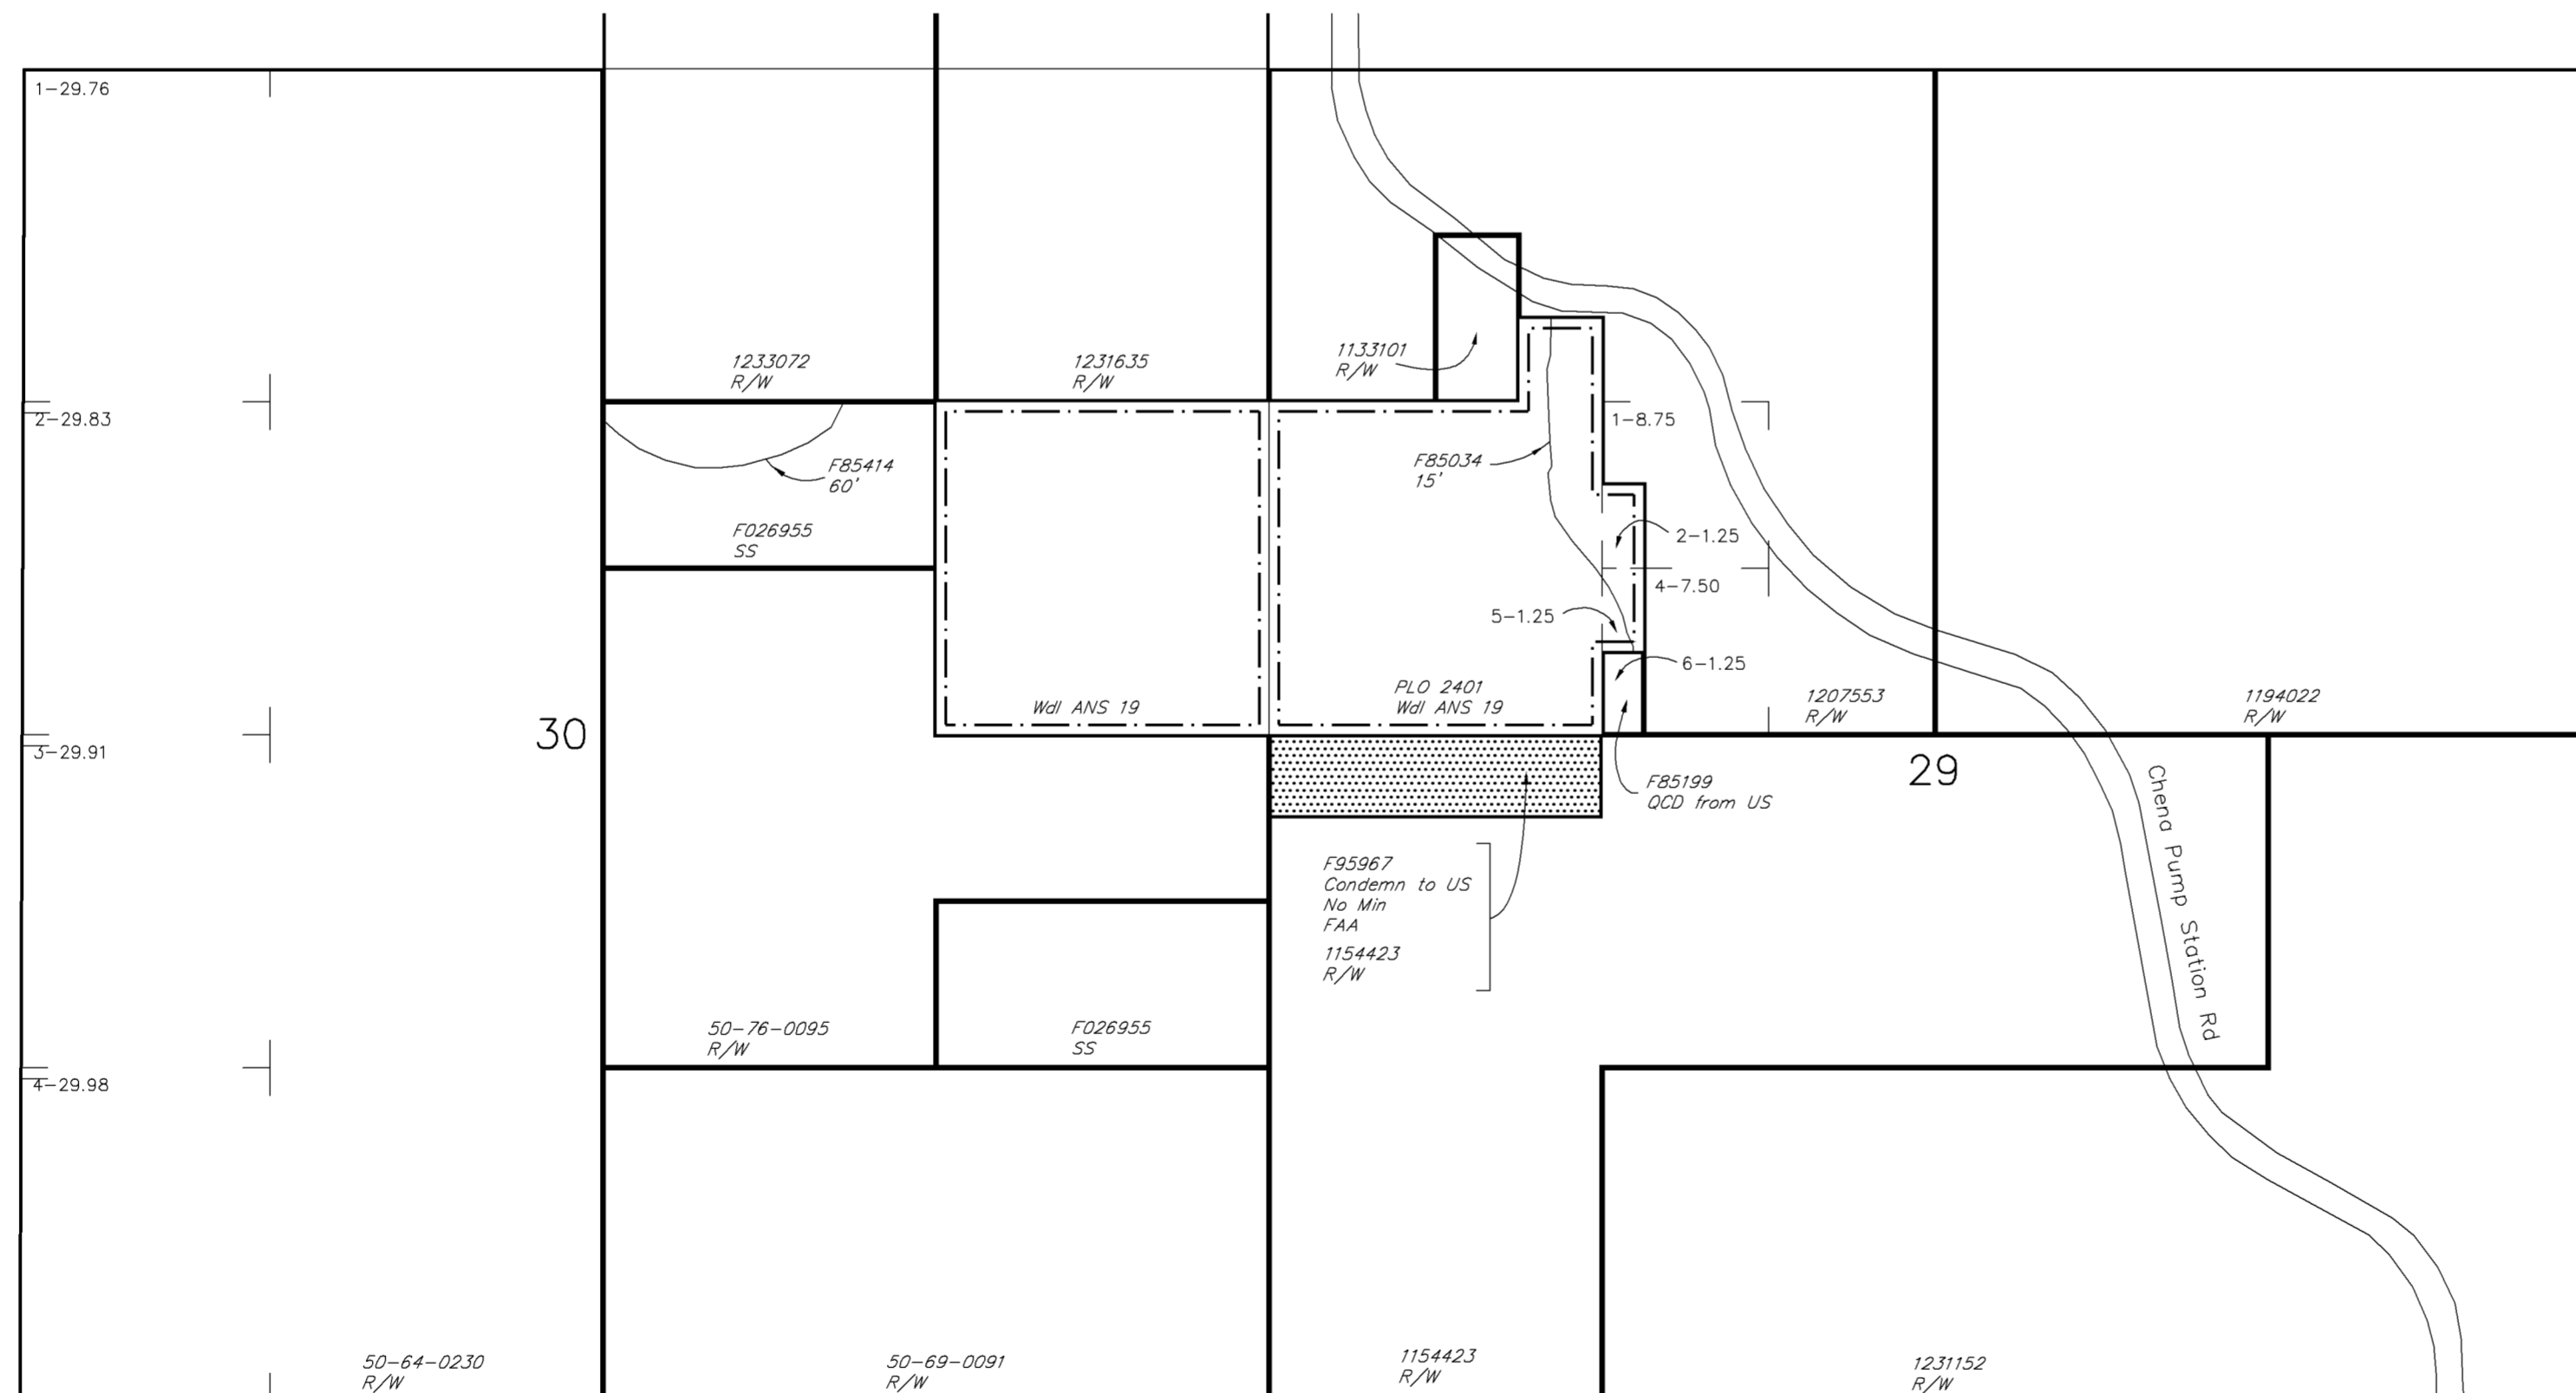 1-29.76
1233072
R/W
1231635
R/W
1133101
R/W
2-29.83
1-8.75
F85414
60'
F85034
15'
F026955
SS
2-1.25
4-7.50
5-1.25
6-1.25
Wdl ANS 19
PLO 2401
Wdl ANS 19
1207553
R/W
1194022
R/W
30
3-29.91
29
F85199
QCD from US
Chena Pump Station Rd
F95967
Condemn to US
No Min
FAA
1154423
R/W
50-76-0095
R/W
F026955
SS
4-29.98
50-64-0230
R/W
50-69-0091
R/W
1154423
R/W
1231152
R/W